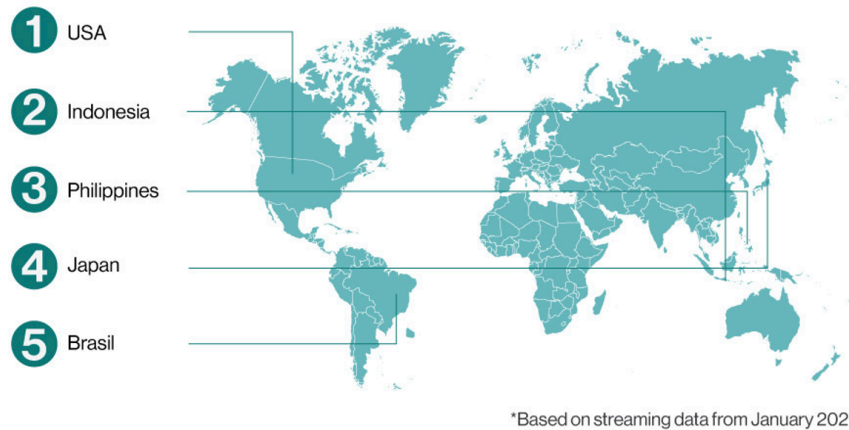 1 USA
2 Indonesia
3 Philippines
4 Japan
5 Brasil
*Based on streaming data from January 202